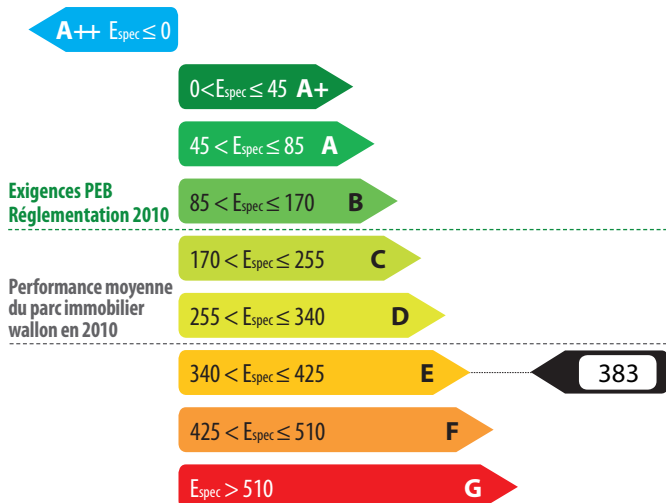 A++ Espec ≤ 0
0<Espec ≤ 45 A+
45 < Espec ≤ 85 A
Exigences PEB
Réglementation 2010
85 < Espec ≤ 170 B
170 < Espec ≤ 255 C
Performance moyenne
du parc immobilier
wallon en 2010
255 < Espec ≤ 340 D
340 < Espec ≤ 425 E
383
425 < Espec ≤ 510 F
Espec > 510 G